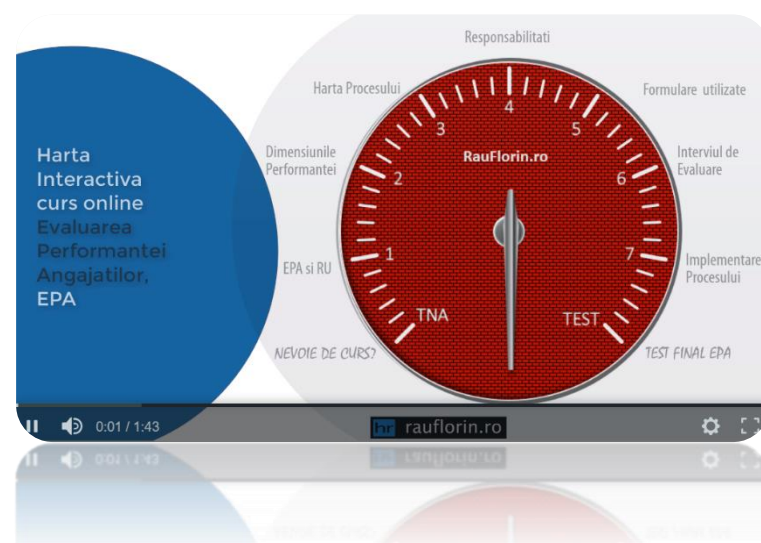 Harta
Interactiva
curs online
Evaluarea
Performantei
Angajatilor,
EPA
Responsabilitati
Harta Procesului
Formulare utilizate
Dimensiunile
Performantei
Interviul de
Evaluare
EPA si RU
Implementare
Procesului
NEVOIE DE CURS?
TEST FINAL EPA
RauFlorin.ro
TNA
1
2
3
4
5
6
7
TEST
0:01 / 1:43
hr rauflorin.ro